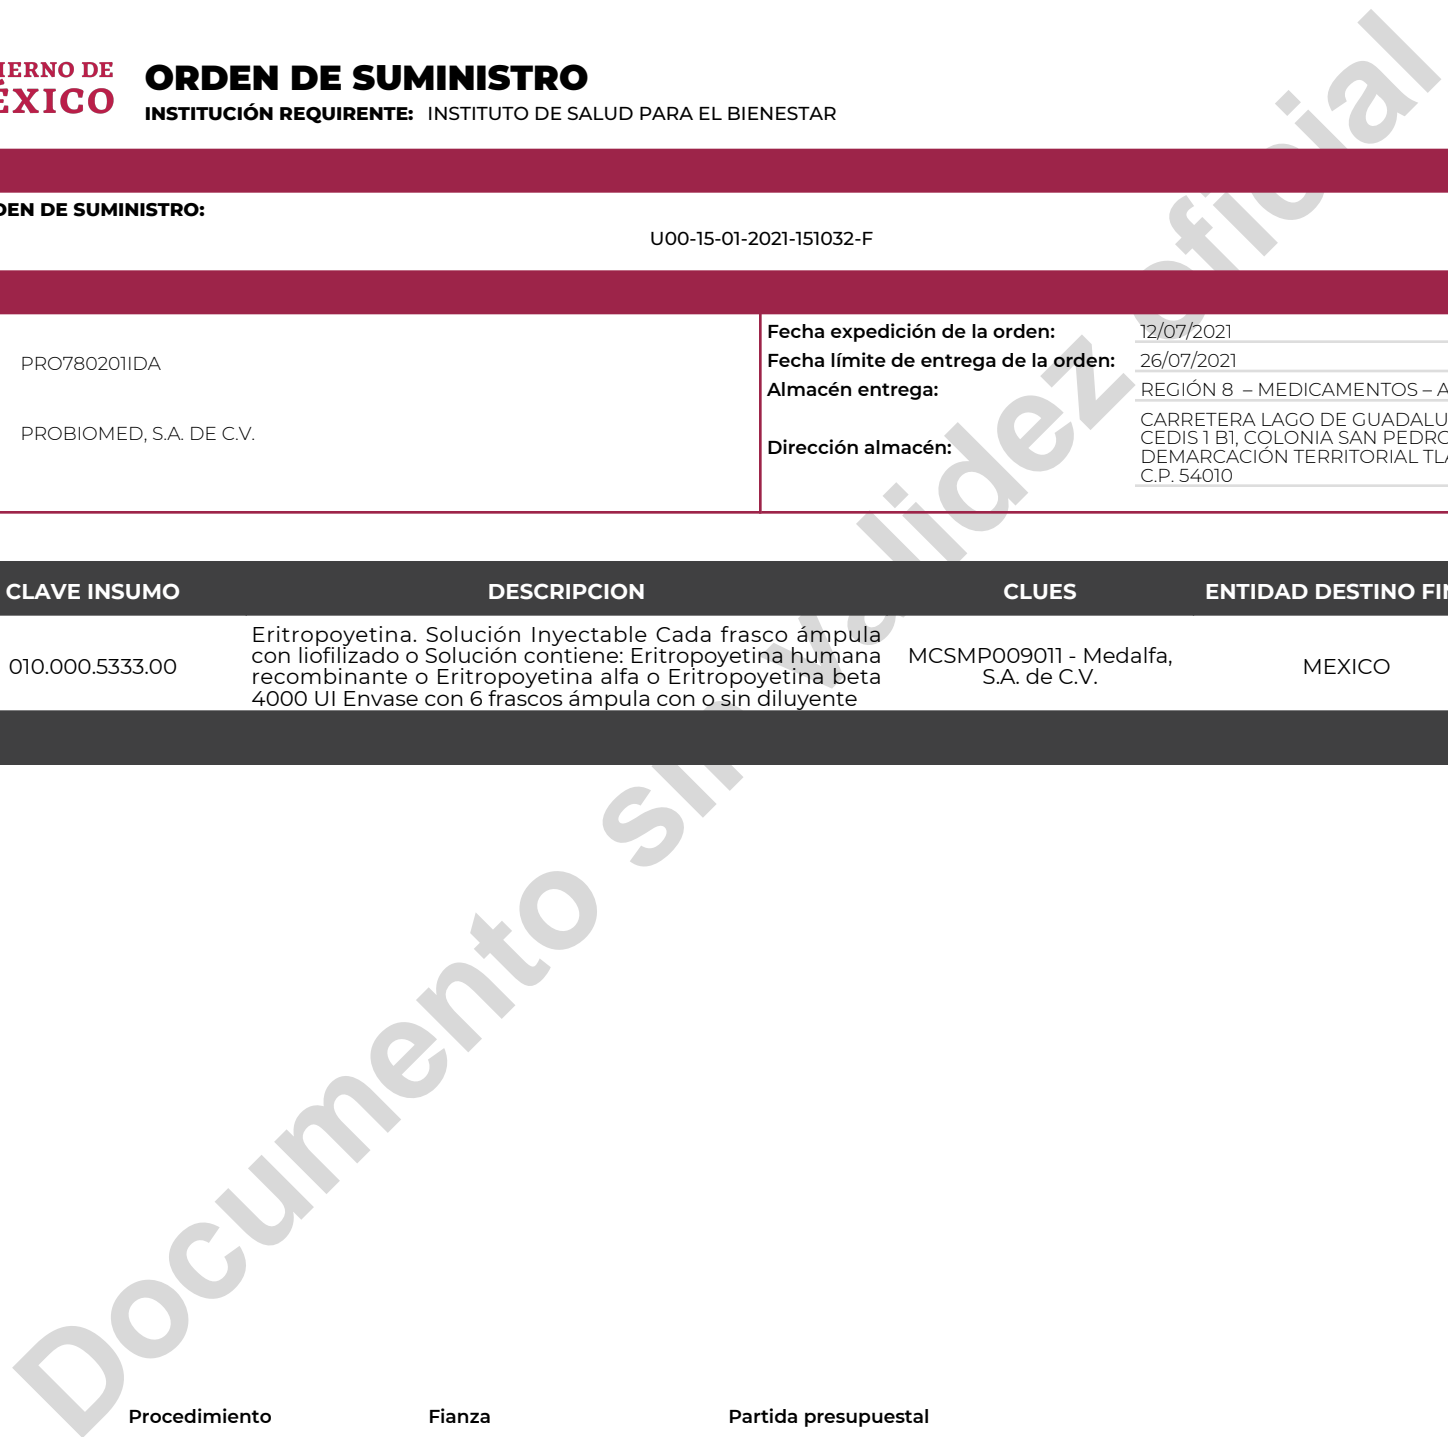 IERNO DE
ÉXICO
ORDEN DE SUMINISTRO
INSTITUCIÓN REQUIRENTE: INSTITUTO DE SALUD PARA EL BIENESTAR
DEN DE SUMINISTRO:
U00-15-01-2021-151032-F
PRO780201IDA
PROBIOMED, S.A. DE C.V.
Fecha expedición de la orden: 12/07/2021
Fecha límite de entrega de la orden: 26/07/2021
Almacén entrega: REGIÓN 8 – MEDICAMENTOS – A
Dirección almacén:
CARRETERA LAGO DE GUADALU
CEDIS 1 B1, COLONIA SAN PEDRO
DEMARCACIÓN TERRITORIAL TLA
C.P. 54010
CLAVE INSUMO DESCRIPCION CLUES ENTIDAD DESTINO FIN
010.000.5333.00
Eritropoyetina. Solución Inyectable Cada frasco ámpula
con liofilizado o Solución contiene: Eritropoyetina humana
recombinante o Eritropoyetina alfa o Eritropoyetina beta
4000 UI Envase con 6 frascos ámpula con o sin diluyente
MCSMP009011 - Medalfa,
S.A. de C.V.
MEXICO
Documento sin validez oficial
Procedimiento Fianza Partida presupuestal